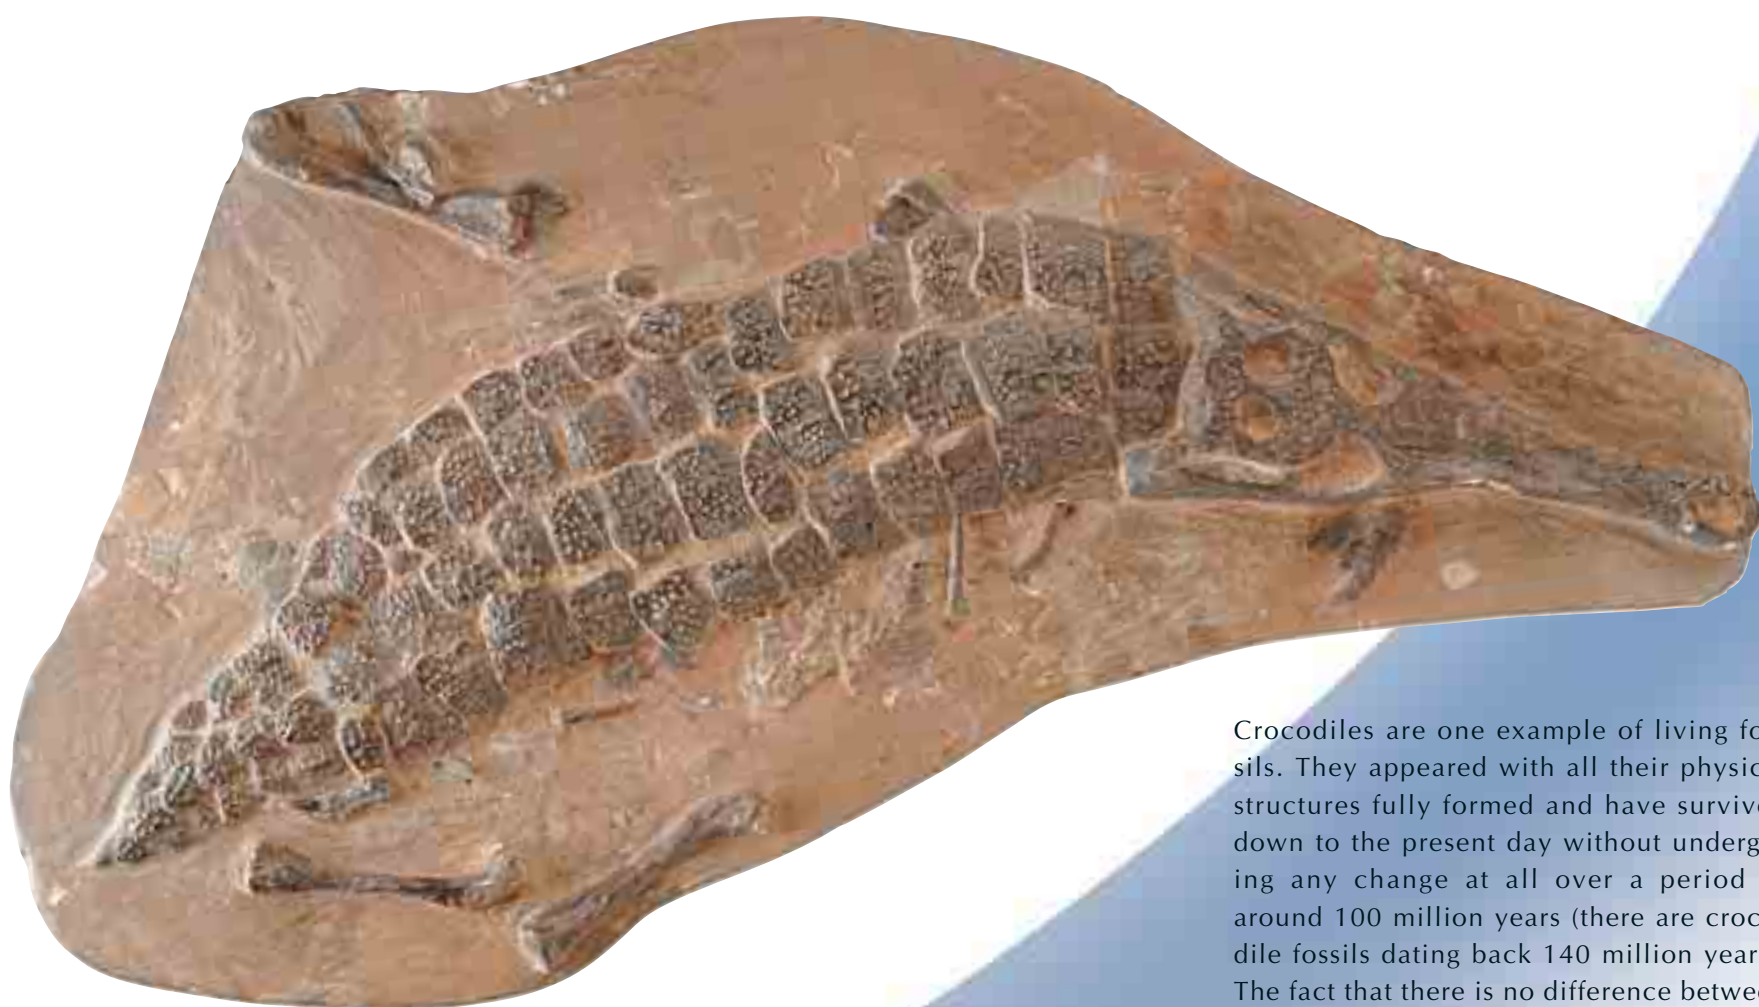 Crocodiles are one example of living fo
sils. They appeared with all their physic
structures fully formed and have survive
down to the present day without underg
ing any change at all over a period
around 100 million years (there are croc
dile fossils dating back 140 million year
The fact that there is no difference betwe